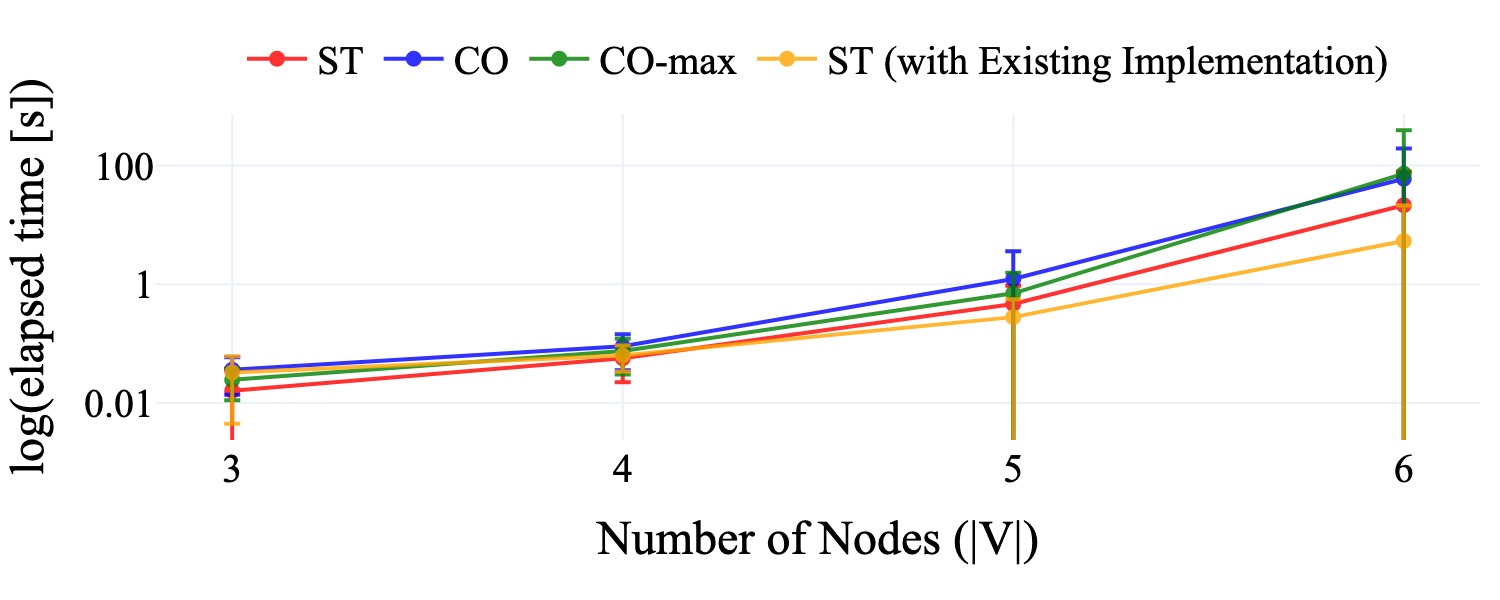 ST CO CO-max ST (with Existing Implementation)
log(elapsed time [s])
100
1
0.01
3 4 5 6
Number of Nodes (|V|)